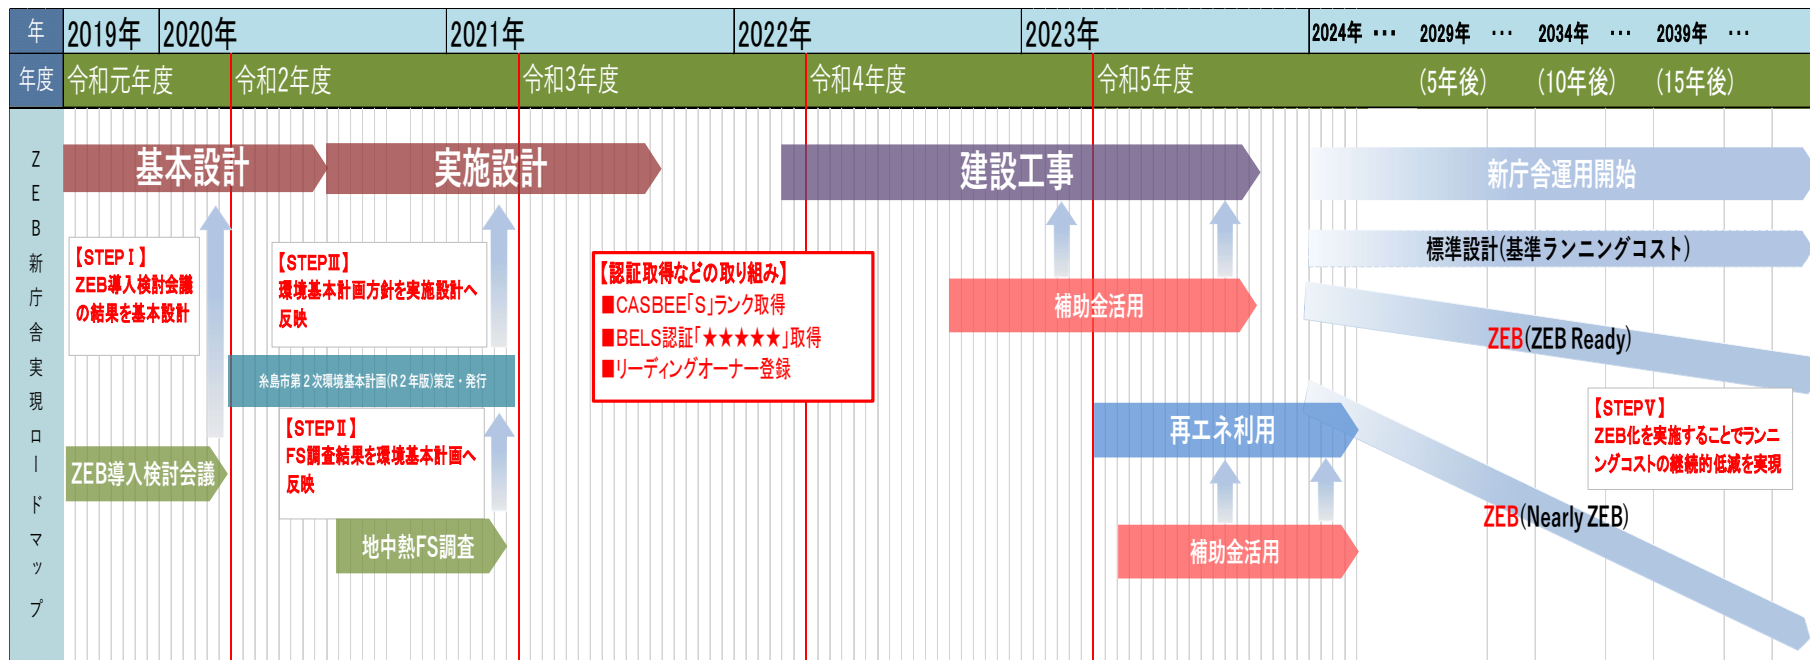 年
2019年
2020年
2021年
2022年
2023年
2024年 … 2029年 … 2034年 … 2039年 …
年度
令和元年度
令和2年度
令和3年度
令和4年度
令和5年度
(5年後)
(10年後)
(15年後)
ZEB新庁舎実現ロードマップ
基本設計
実施設計
建設工事
新庁舎運用開始
【STEPⅠ】
ZEB導入検討会議
の結果を基本設計
【STEPⅢ】
環境基本計画方針を実施設計へ
反映
【認証取得などの取り組み】
■CASBEE「S」ランク取得
■BELS認証「★★★★★」取得
■リーディングオーナー登録
標準設計(基準ランニングコスト)
補助金活用
ZEB(ZEB Ready)
糸島市第2次環境基本計画(R2年版)策定・発行
【STEPⅡ】
FS調査結果を環境基本計画へ
反映
再エネ利用
【STEPⅤ】
ZEB化を実施することでランニ
ングコストの継続的低減を実現
ZEB導入検討会議
ZEB(Nearly ZEB)
地中熱FS調査
補助金活用